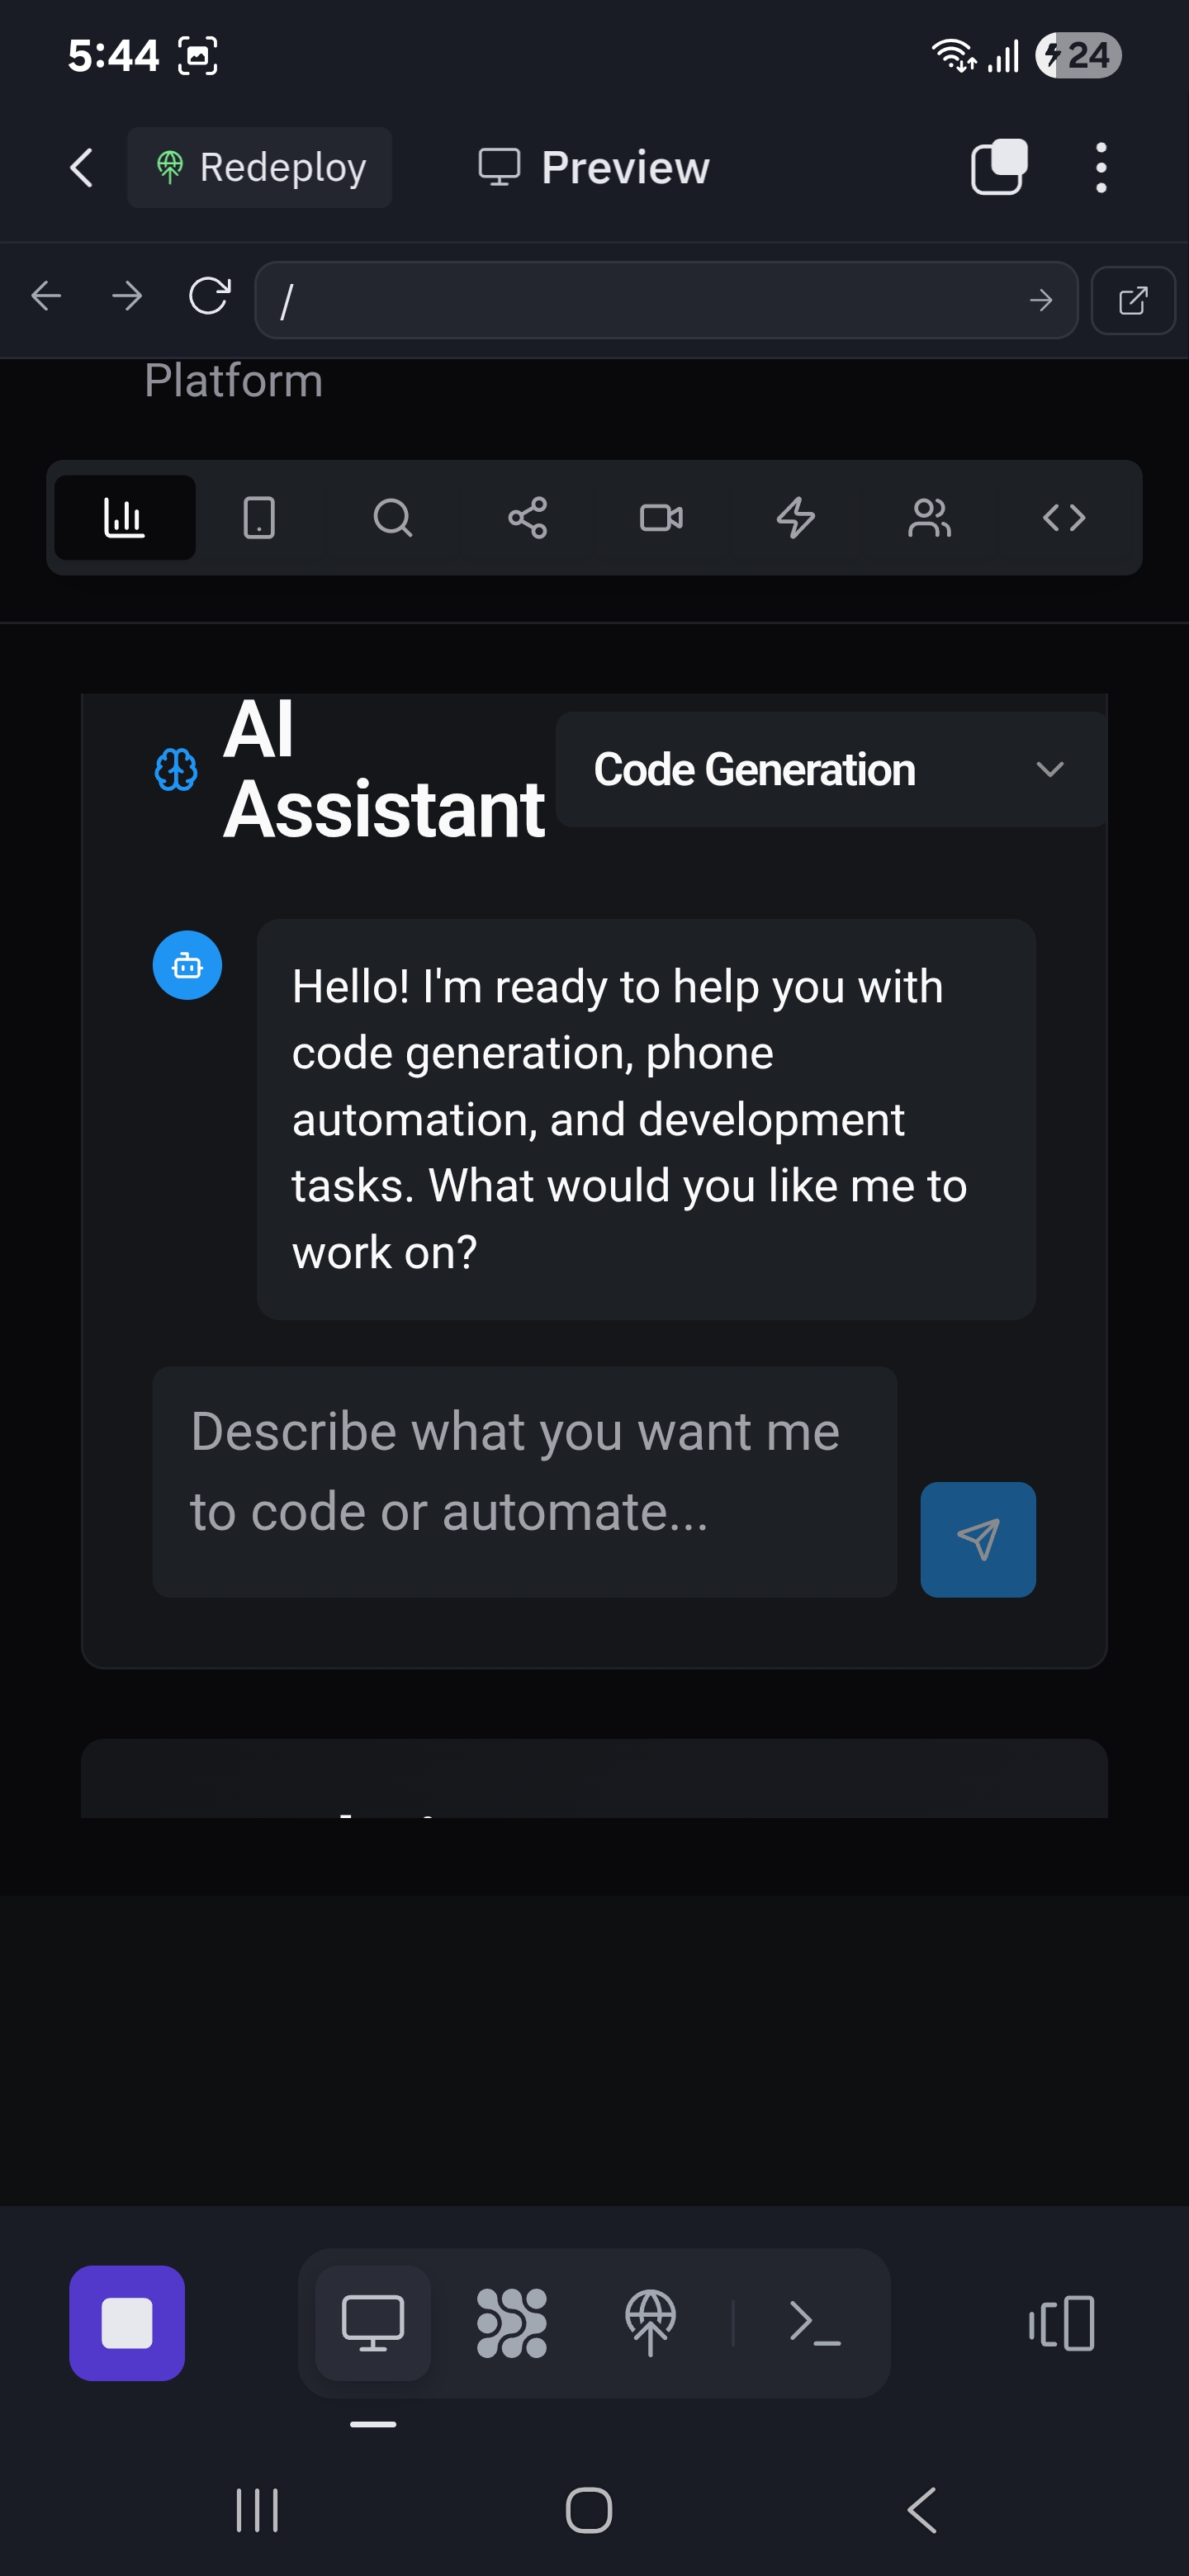 5:44
24
Redeploy
Preview
/
Platform
AI
Assistant
Code Generation
Hello! I'm ready to help you with
code generation, phone
automation, and development
tasks. What would you like me to
work on?
Describe what you want me
to code or automate...